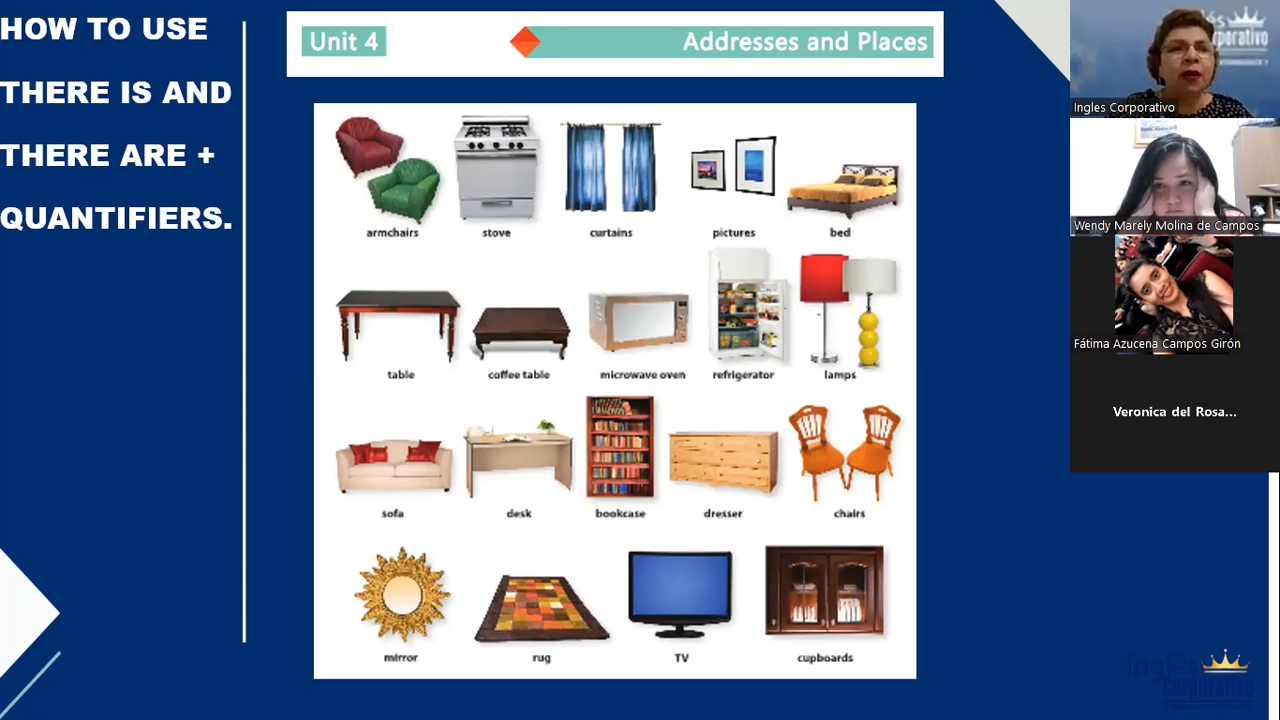 HOW TO USE
THERE IS AND
THERE ARE +
QUANTIFIERS.
Unit 4
Addresses and Places
armchairs
stove
curtains
pictures
bed
table
coffee table
microwave oven
refrigerator
lamps
sofa
desk
bookcase
dresser
chairs
mirror
rug
TV
cupboards
Ingles Corporativo
Wendy Marely Molina de Campos
Fátima Azucena Campos Girón
Veronica del Rosa...
Inglés
Corporativo